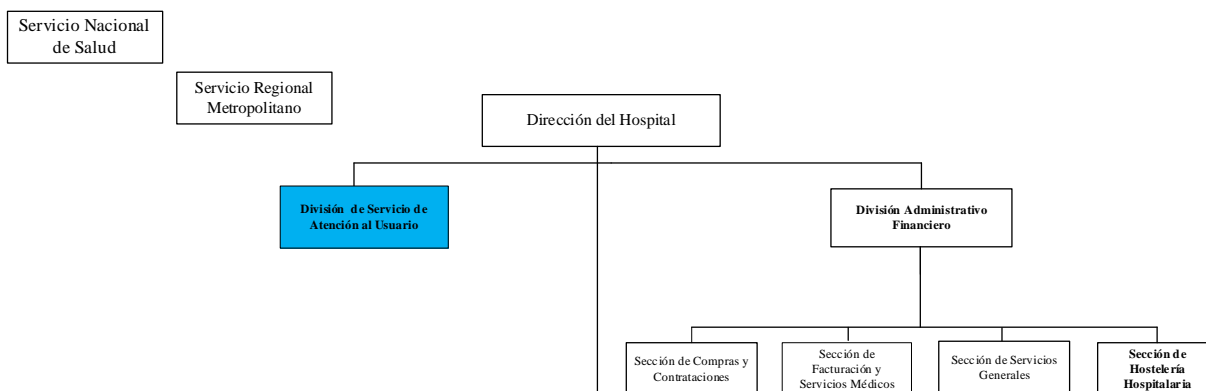 Servicio Nacional
de Salud
Servicio Regional
Metropolitano
Dirección del Hospital
División de Servicio de
Atención al Usuario
División Administrativo
Financiero
Sección de Compras y
Contrataciones
Sección de
Facturación y
Servicios Médicos
Sección de Servicios
Generales
Sección de
Hostelería
Hospitalaria